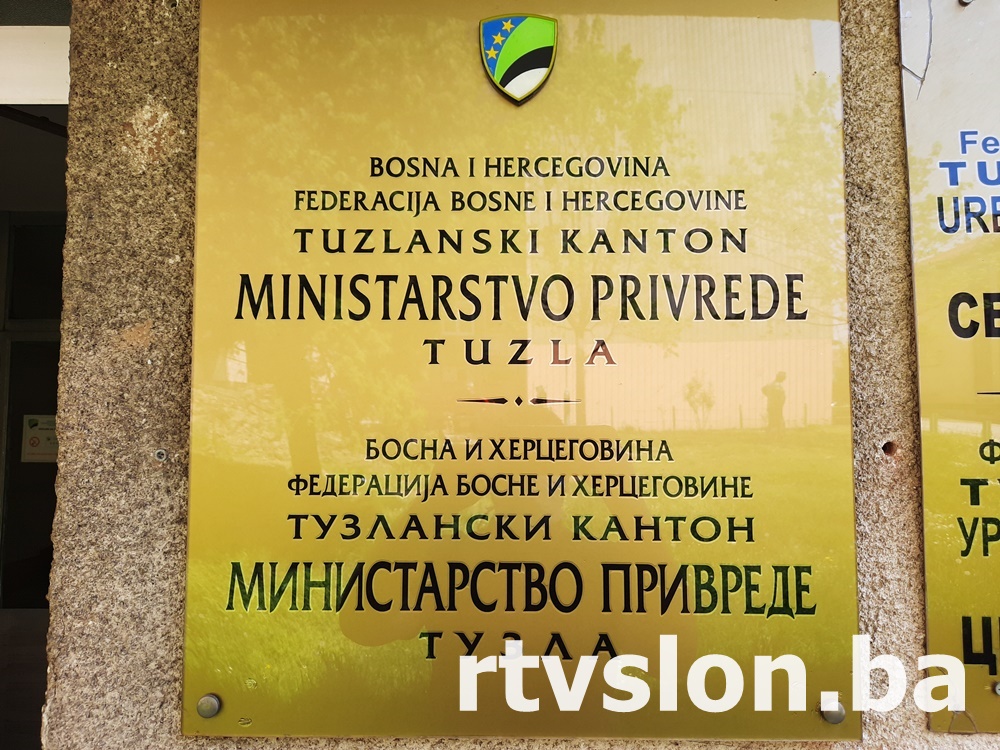 BOSNA I HERCEGOVINA
FEDERACIJA BOSNE I HERCEGOVINE
TUZLANSKI KANTON
MINISTARSTVO PRIVREDE
TUZLA
БОСНА И ХЕРЦЕГОВИНА
ФЕДЕРАЦИЈА БОСНЕ И ХЕРЦЕГОВИНЕ
ТУЗЛАНСКИ КАНТОН
МИНИСТАРСТВО ПРИВРЕДЕ
ТУЗЛА
rtvslon.ba